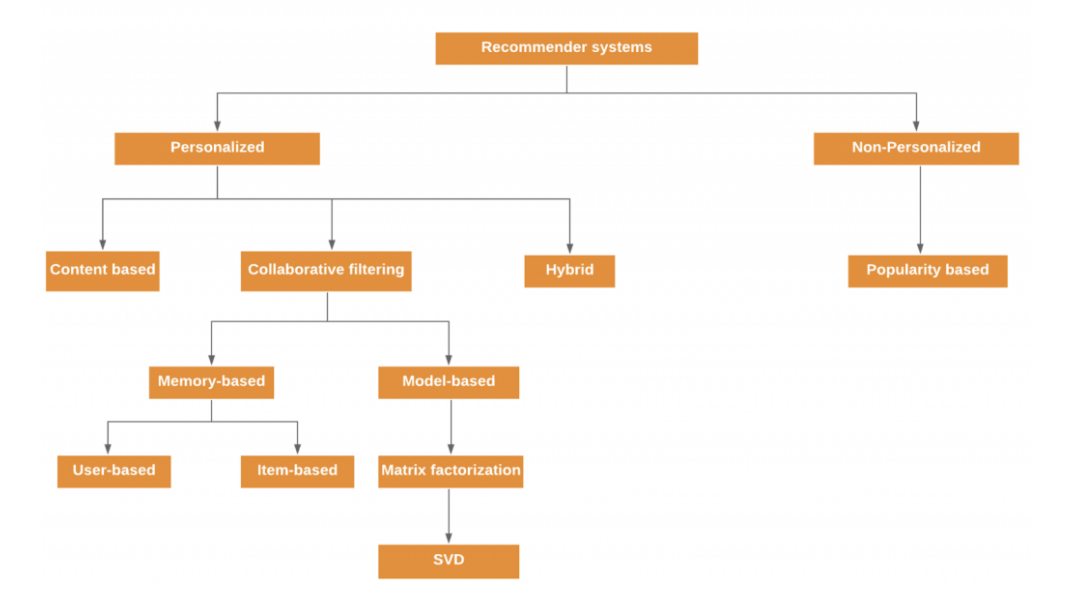 Recommender systems
Personalized
Non-Personalized
Content based
Collaborative filtering
Hybrid
Popularity based
Memory-based
Model-based
User-based
Item-based
Matrix factorization
SVD